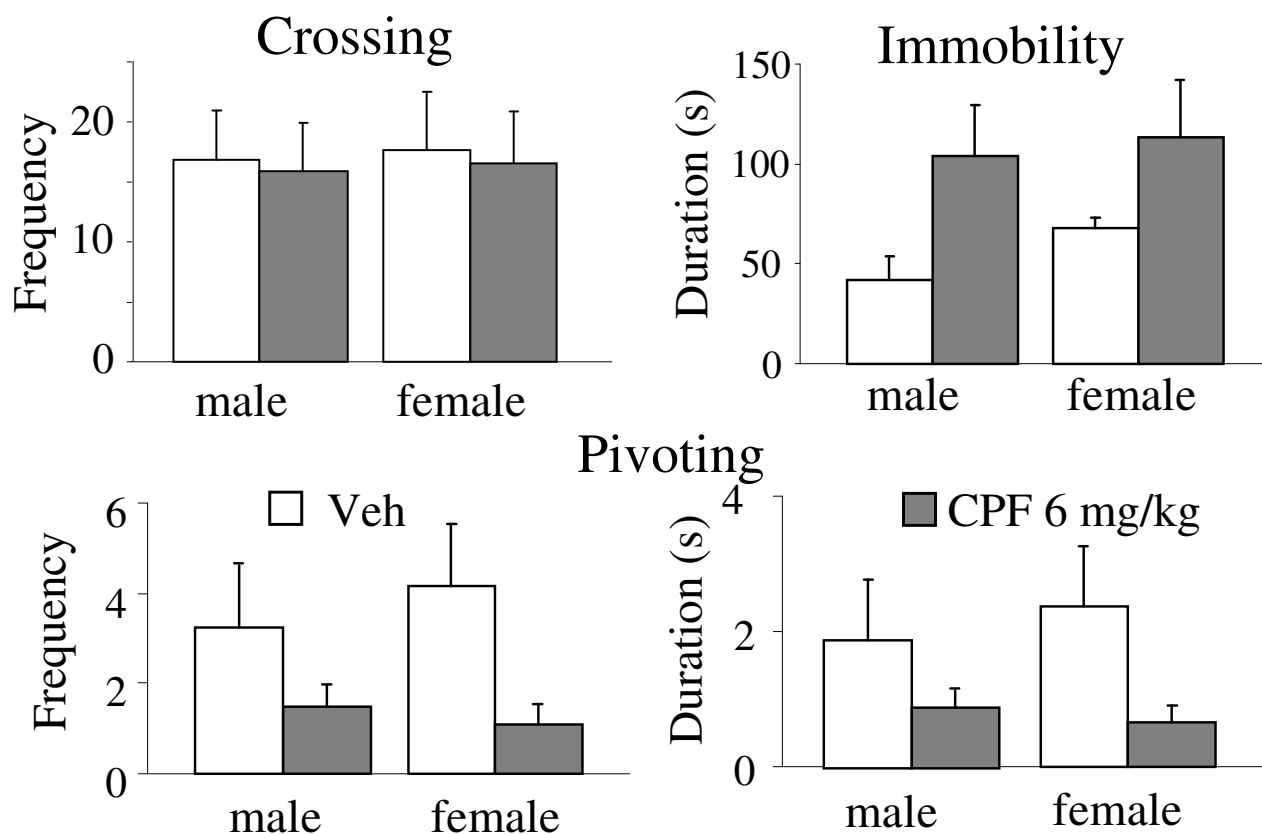 Crossing
Frequency
20
10
0
male female
Immobility
Duration (s)
150
100
50
0
male female
Pivoting
Veh
Frequency
6
4
2
0
male female
CPF 6 mg/kg
Duration (s)
4
2
0
male female